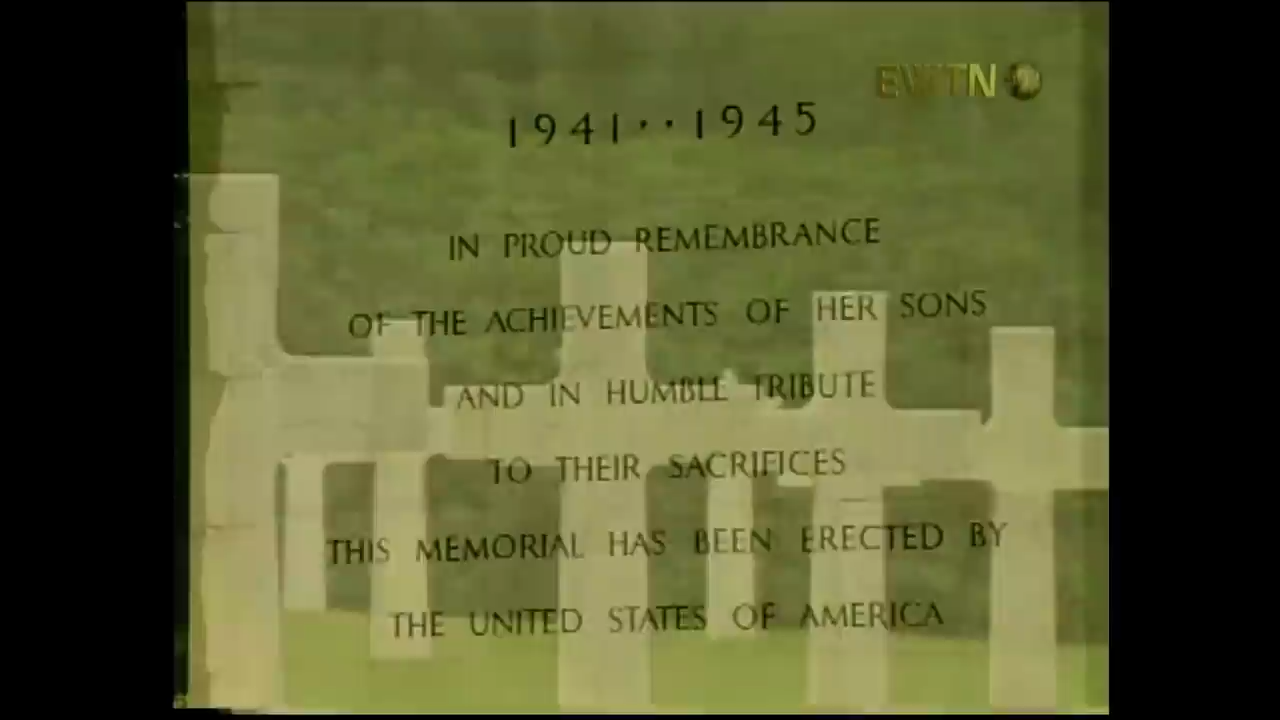 EWTN
1941··1945
IN PROUD REMEMBRANCE
OF THE ACHIEVEMENTS OF HER SONS
AND IN HUMBLE TRIBUTE
TO THEIR SACRIFICES
THIS MEMORIAL HAS BEEN ERECTED BY
THE UNITED STATES OF AMERICA